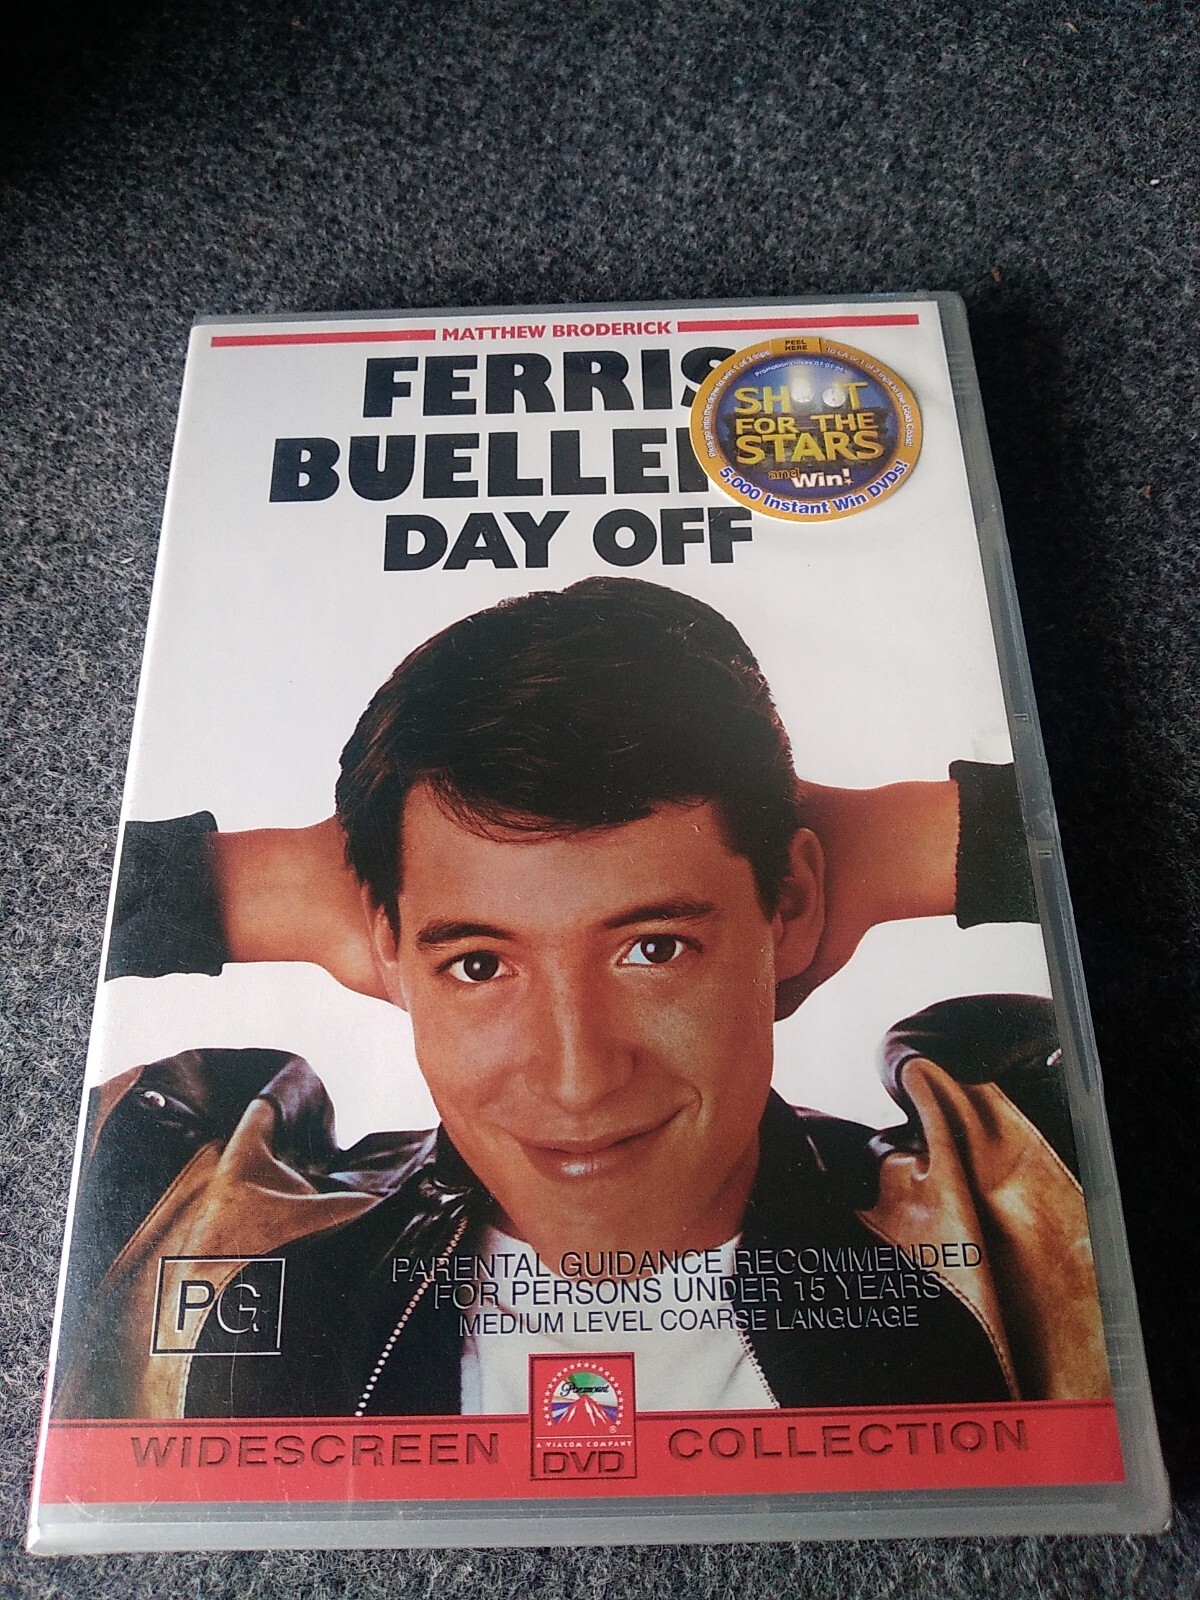 MATTHEW BRODERICK
FERRIS
BUELLER
DAY OFF
PEEL
HERE
SHOOT
FOR THE
STARS
and Win!
5,000 Instant Win DVDs!
PG
PARENTAL GUIDANCE RECOMMENDED
FOR PERSONS UNDER 15 YEARS
MEDIUM LEVEL COARSE LANGUAGE
Paramount
A VIACOM COMPANY
DVD
WIDESCREEN COLLECTION